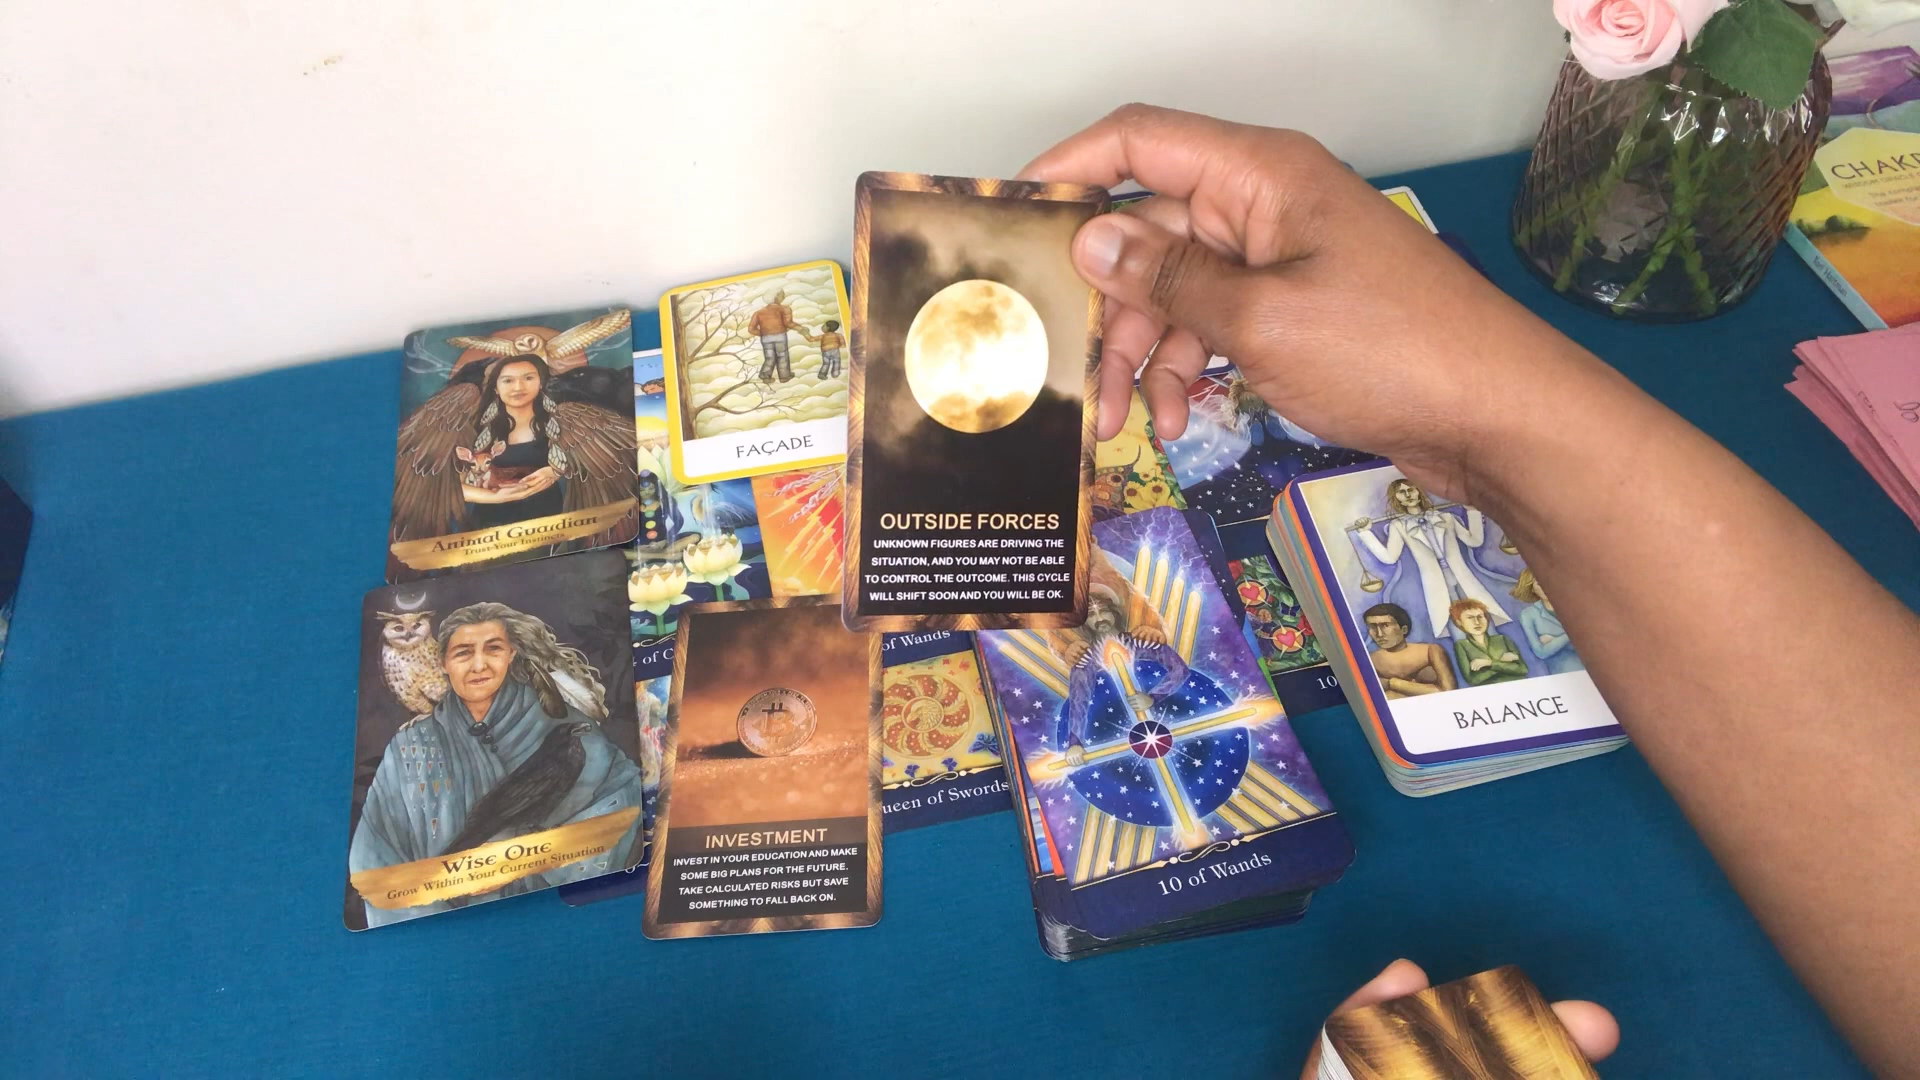 CHAK
Animal Guardian
Trust Your Instincts
FAÇADE
OUTSIDE FORCES
UNKNOWN FIGURES ARE DRIVING THE
SITUATION, AND YOU MAY NOT BE ABLE
TO CONTROL THE OUTCOME. THIS CYCLE
WILL SHIFT SOON AND YOU WILL BE OK.
Wise One
Grow Within Your Current Situation
INVESTMENT
INVEST IN YOUR EDUCATION AND MAKE
SOME BIG PLANS FOR THE FUTURE.
TAKE CALCULATED RISKS BUT SAVE
SOMETHING TO FALL BACK ON.
of C
of Wands
ueen of Swords
10 of Wands
10
BALANCE